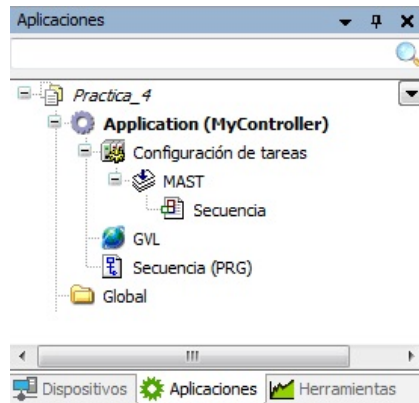 Aplicaciones
Practica_4
Application (MyController)
Configuración de tareas
MAST
Secuencia
GVL
Secuencia (PRG)
Global
Dispositivos Aplicaciones Herramientas